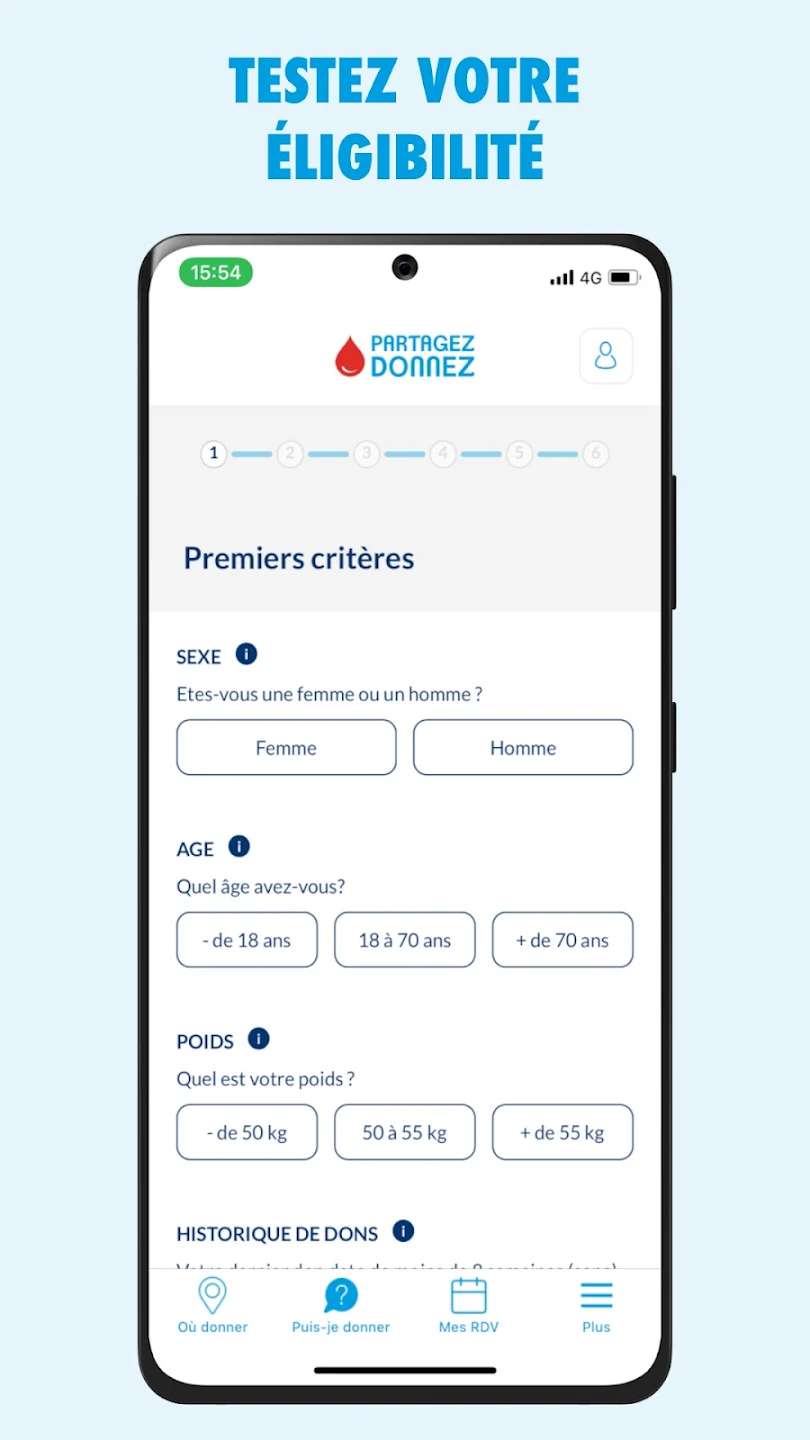 TESTEZ VOTRE
ÉLIGIBILITÉ
15:54
4G
PARTAGEZ
DONNEZ
1 2 3 4 5 6
Premiers critères
SEXE i
Etes-vous une femme ou un homme ?
Femme Homme
AGE i
Quel âge avez-vous?
- de 18 ans 18 à 70 ans + de 70 ans
POIDS i
Quel est votre poids ?
- de 50 kg 50 à 55 kg + de 55 kg
HISTORIQUE DE DONS i
Où donner Puis-je donner Mes RDV Plus